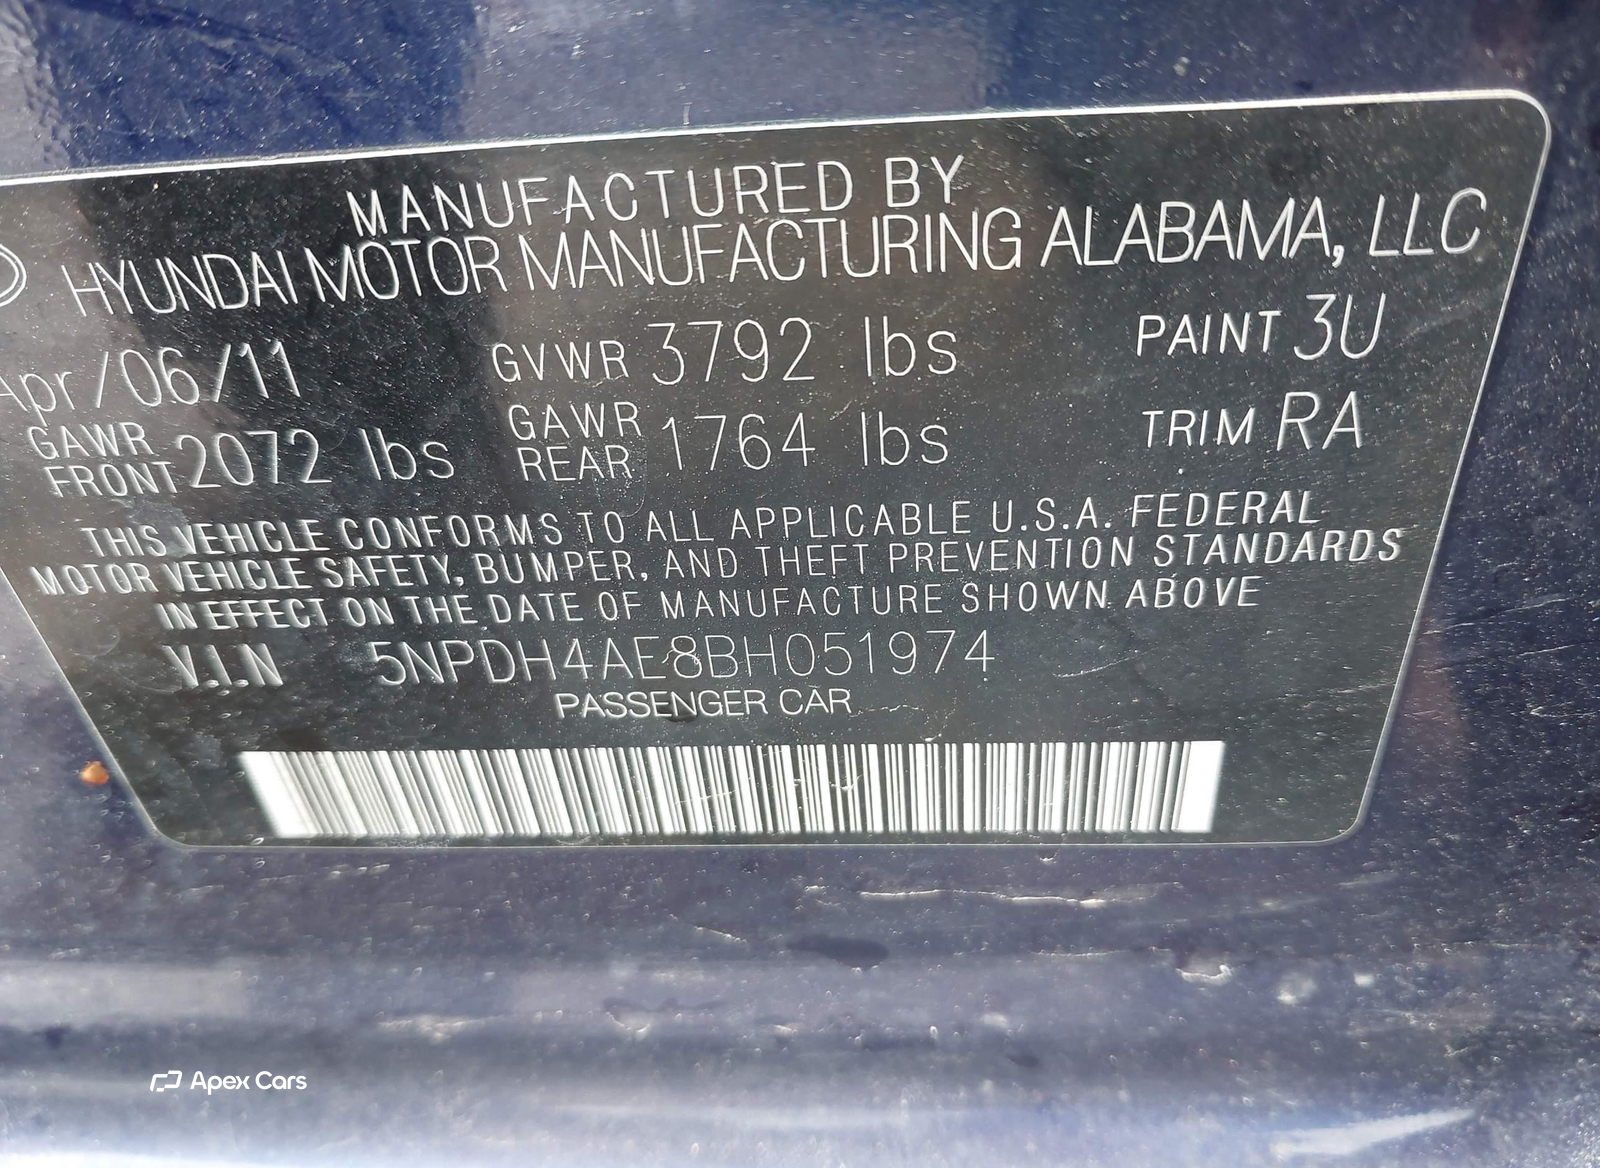 MANUFACTURED BY
HYUNDAI MOTOR MANUFACTURING ALABAMA, LLC
Apr/06/11 GVWR 3792 lbs PAINT 3U
GAWR FRONT 2072 lbs GAWR REAR 1764 lbs TRIM RA
THIS VEHICLE CONFORMS TO ALL APPLICABLE U.S.A. FEDERAL
MOTOR VEHICLE SAFETY, BUMPER, AND THEFT PREVENTION STANDARDS
IN EFFECT ON THE DATE OF MANUFACTURE SHOWN ABOVE
V.I.N 5NPDH4AE8BH051974
PASSENGER CAR
Apex Cars